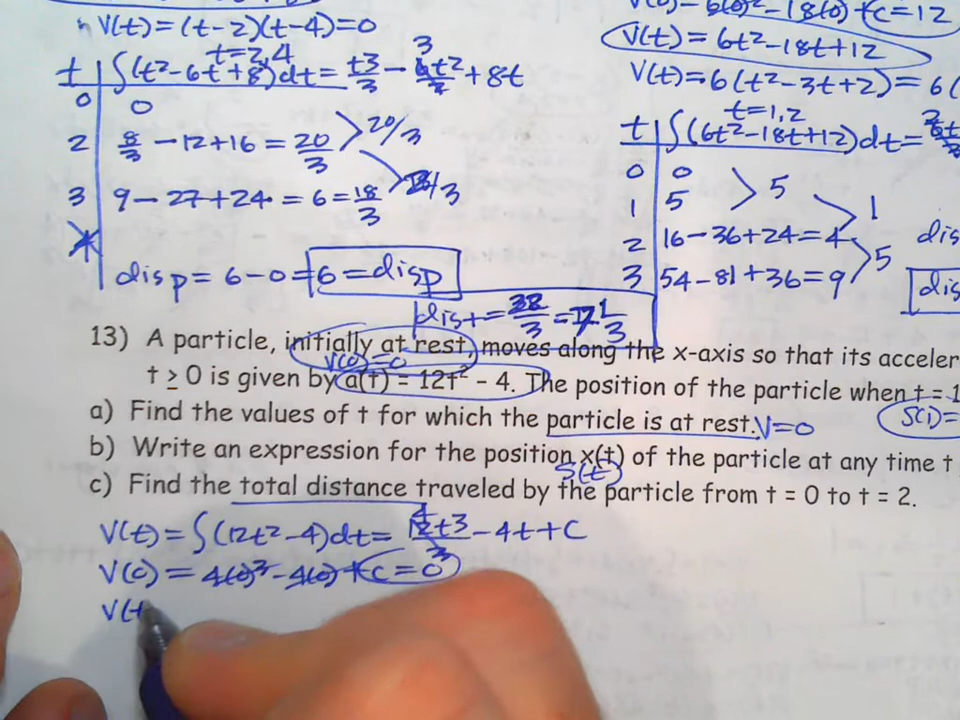 V(t) = (t-2)(t-4) = 0
t=2,4
t ∫(t²-6t+8)dt = t³/3 - 6t²/2 3 + 8t
0 0
2 8/3 - 12 + 16 = 20/3 > 20/3
3 9 - 27 + 24 = 6 = 18/3
disp = 6-0 = 6 = disp
V(t) = 6t² - 18t + 12
V(t) = 6(t² - 3t + 2) = 6(
t=1,2
t ∫(6t²-18t+12)dt =
0 0
1 5 > 5
2 16-36+24=4 > 1
3 54-81+36=9 > 5
dis
dis
13) A particle, initially at rest, moves along the x-axis so that its acceler
V(0)=0
t ≥ 0 is given by a(t) = 12t² - 4. The position of the particle when t = 1
a) Find the values of t for which the particle is at rest. V=0 S(1)=
b) Write an expression for the position x(t) of the particle at any time t
S(t)
c) Find the total distance traveled by the particle from t = 0 to t = 2.
V(t) = ∫(12t²-4)dt = 12t³/3 4 - 4t + C
V(0) = 4(0)³ - 4(0) + C = 0
V(t